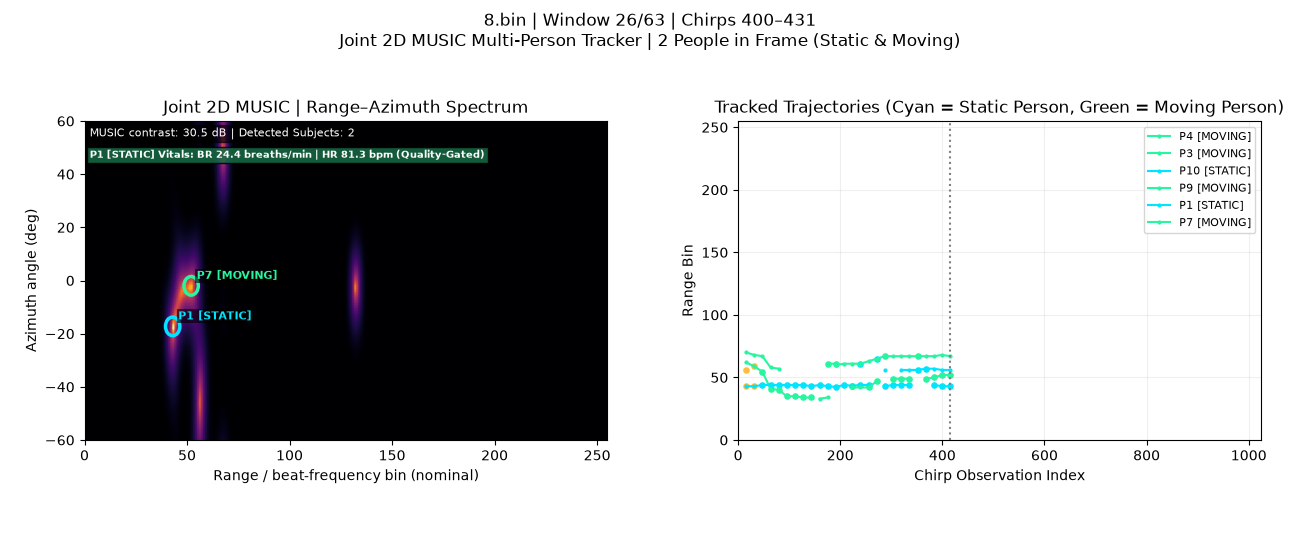 8.bin | Window 26/63 | Chirps 400–431
Joint 2D MUSIC Multi-Person Tracker | 2 People in Frame (Static & Moving)
Joint 2D MUSIC | Range–Azimuth Spectrum
MUSIC contrast: 30.5 dB | Detected Subjects: 2
P1 [STATIC] Vitals: BR 24.4 breaths/min | HR 81.3 bpm (Quality-Gated)
P7 [MOVING]
P1 [STATIC]
60
40
20
0
−20
−40
−60
Azimuth angle (deg)
0
50
100
150
200
250
Range / beat-frequency bin (nominal)
Tracked Trajectories (Cyan = Static Person, Green = Moving Person)
P4 [MOVING]
P3 [MOVING]
P10 [STATIC]
P9 [MOVING]
P1 [STATIC]
P7 [MOVING]
250
200
150
100
50
0
Range Bin
0
200
400
600
800
1000
Chirp Observation Index